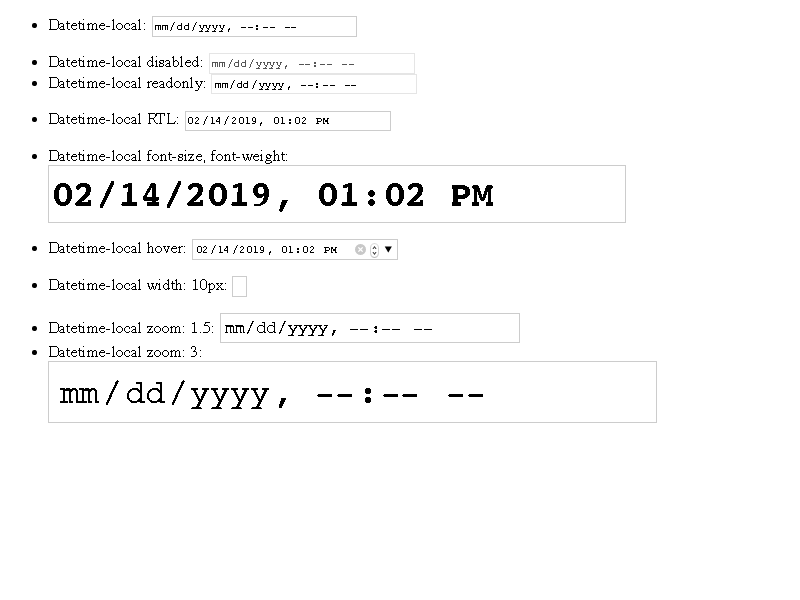 Datetime-local: mm/dd/yyyy, --:-- --
Datetime-local disabled: mm/dd/yyyy, --:-- --
Datetime-local readonly: mm/dd/yyyy, --:-- --
Datetime-local RTL: 02/14/2019, 01:02 PM
Datetime-local font-size, font-weight:
02/14/2019, 01:02 PM
Datetime-local hover: 02/14/2019, 01:02 PM
Datetime-local width: 10px:
Datetime-local zoom: 1.5: mm/dd/yyyy, --:-- --
Datetime-local zoom: 3:
mm/dd/yyyy, --:-- --